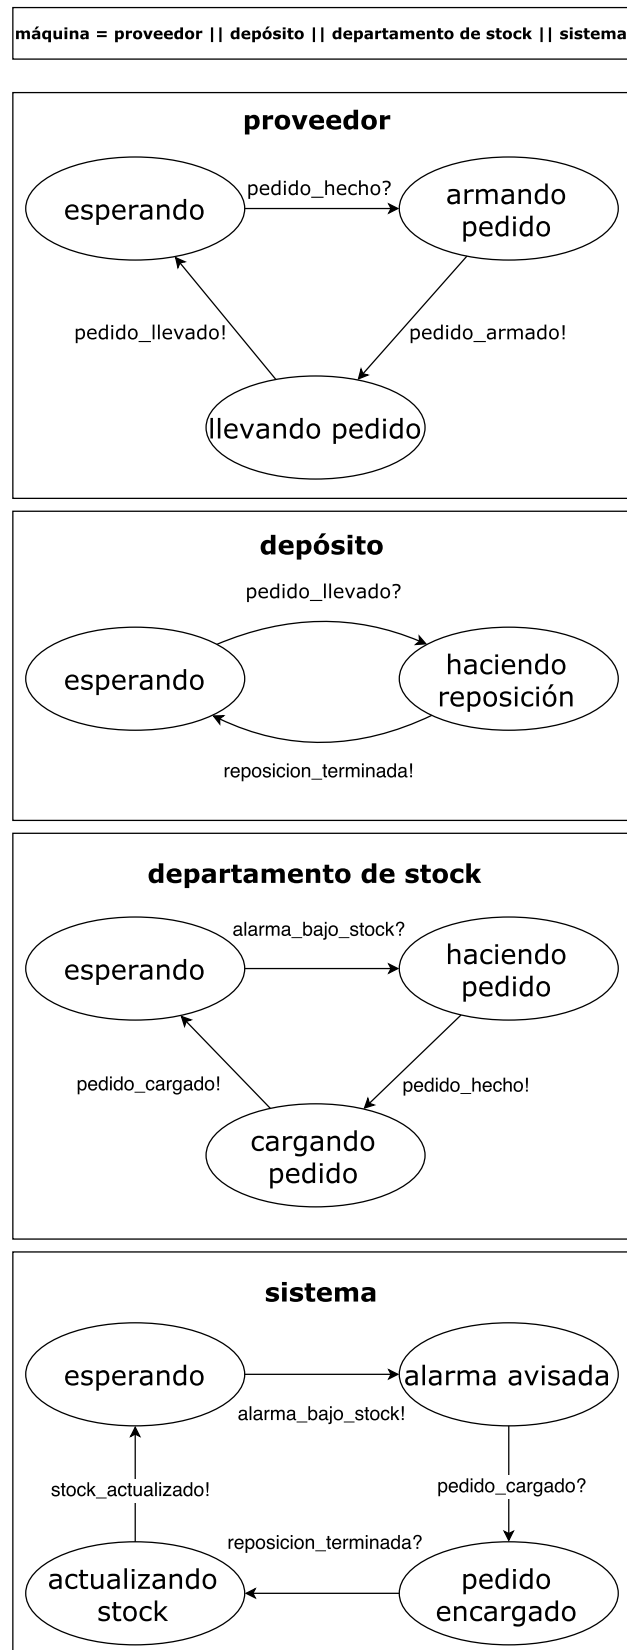 máquina = proveedor || depósito || departamento de stock || sistema
proveedor
pedido_hecho?
esperando
armando
pedido
pedido_llevado!
pedido_armado!
llevando pedido
depósito
pedido_llevado?
esperando
haciendo
reposición
reposicion_terminada!
departamento de stock
alarma_bajo_stock?
esperando
haciendo
pedido
pedido_cargado!
pedido_hecho!
cargando
pedido
sistema
esperando
alarma avisada
alarma_bajo_stock!
stock_actualizado!
pedido_cargado?
reposicion_terminada?
actualizando
stock
pedido
encargado